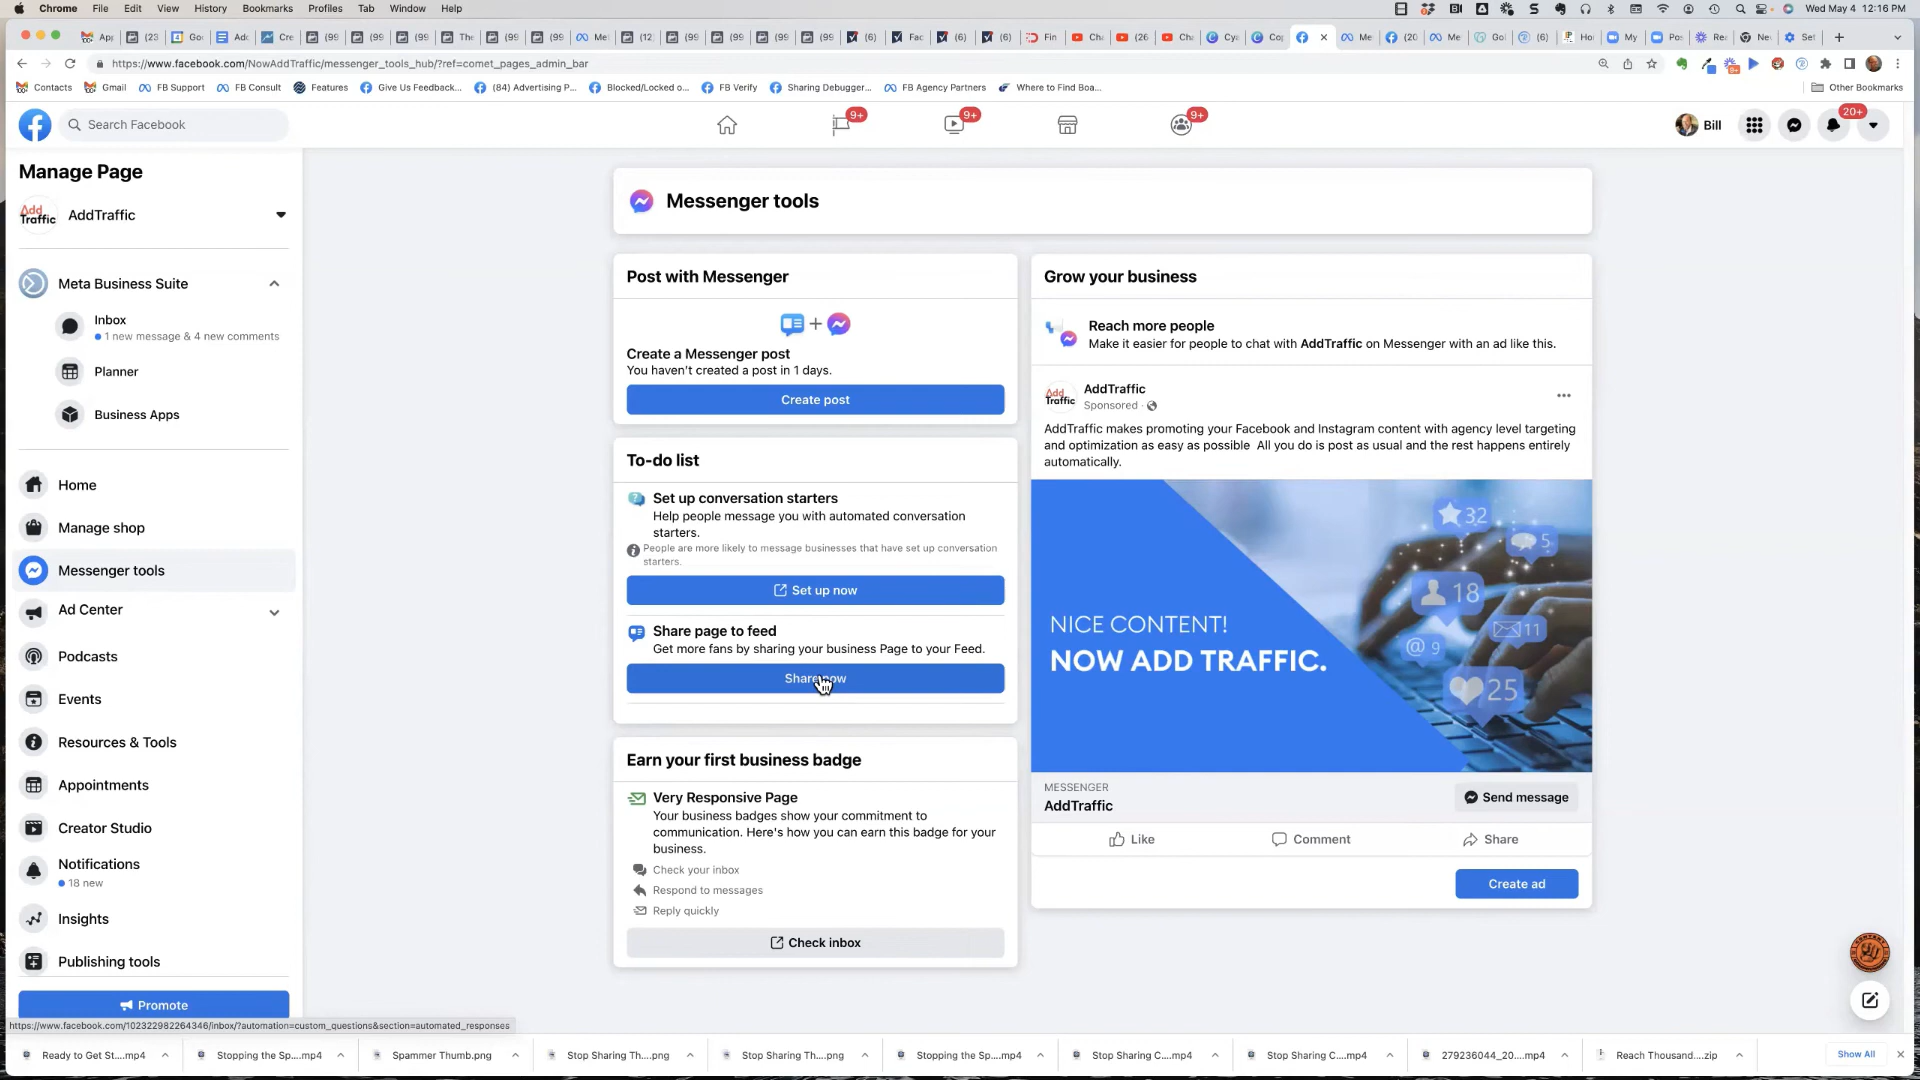 Chrome File Edit View History Bookmarks Profiles Tab Window Help
Wed May 4 12:16 PM
https://www.facebook.com/NowAddTraffic/messenger_tools_hub/?ref=comet_pages_admin_bar
Contacts Gmail FB Support FB Consult Features Give Us Feedback... (84) Advertising P... Blocked/Locked o... FB Verify Sharing Debugger... FB Agency Partners Where to Find Boa... Other Bookmarks
Search Facebook
9+ 9+ 9+
Bill
20+
Manage Page
Add Traffic
AddTraffic
Meta Business Suite
Inbox
1 new message & 4 new comments
Planner
Business Apps
Home
Manage shop
Messenger tools
Ad Center
Podcasts
Events
Resources & Tools
Appointments
Creator Studio
Notifications
18 new
Insights
Publishing tools
Promote
Messenger tools
Post with Messenger
Create a Messenger post
You haven't created a post in 1 days.
Create post
To-do list
Set up conversation starters
Help people message you with automated conversation
starters.
People are more likely to message businesses that have set up conversation
starters.
Set up now
Share page to feed
Get more fans by sharing your business Page to your Feed.
Earn your first business badge
Very Responsive Page
Your business badges show your commitment to
communication. Here's how you can earn this badge for your
business.
Check your inbox
Respond to messages
Reply quickly
Check inbox
Grow your business
Reach more people
Make it easier for people to chat with AddTraffic on Messenger with an ad like this.
Add Traffic
AddTraffic
Sponsored ·
AddTraffic makes promoting your Facebook and Instagram content with agency level targeting
and optimization as easy as possible All you do is post as usual and the rest happens entirely
automatically.
32
5
18
11
@ 9
25
NICE CONTENT!
NOW ADD TRAFFIC.
MESSENGER
AddTraffic
Send message
Like Comment Share
Create ad
https://www.facebook.com/102322982264346/inbox/?automation=custom_questions&section=automated_responses
Ready to Get St....mp4 Stopping the Sp....mp4 Spammer Thumb.png Stop Sharing Th....png Stop Sharing Th....png Stopping the Sp....mp4 Stop Sharing C....mp4 Stop Sharing C....mp4 279236044_20....mp4 Reach Thousand....zip Show All